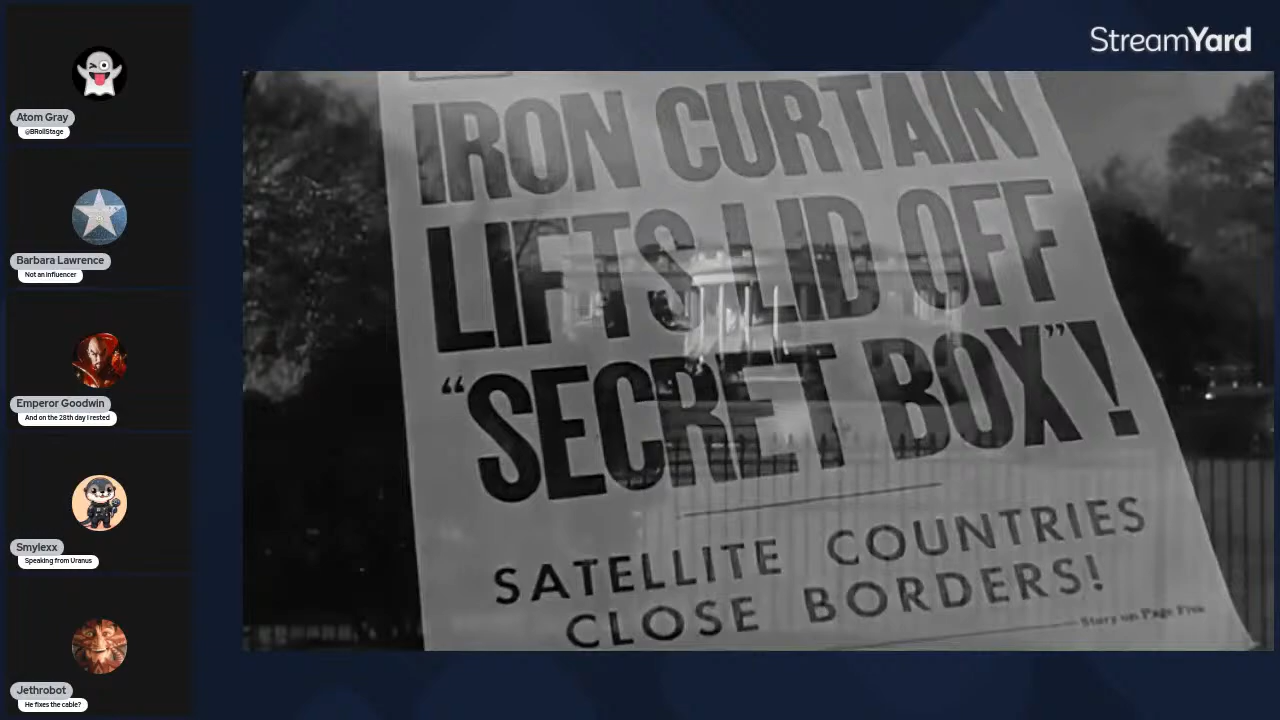 StreamYard
Atom Gray
@BRollStage
Barbara Lawrence
Not an influencer
Emperor Goodwin
And on the 28th day I rested
Smylexx
Speaking from Uranus
Jethrobot
He fixes the cable?
IRON CURTAIN
LIFTS LID OFF
“SECRET BOX”!
SATELLITE COUNTRIES
CLOSE BORDERS!
Story on Page Five